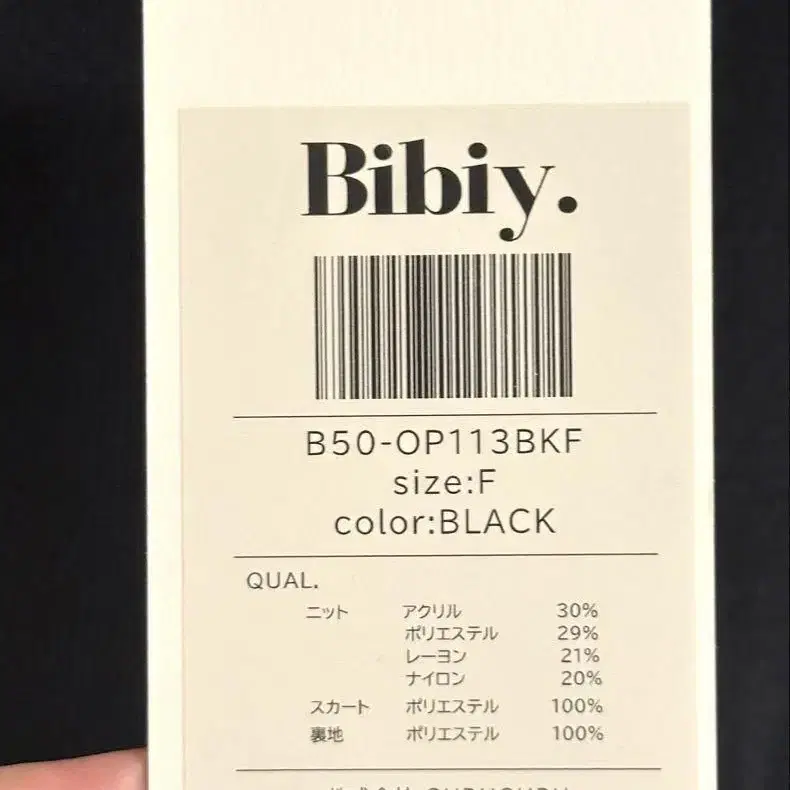 Bibiy.
B50-OP113BKF
size:F
color:BLACK
QUAL.
ニット アクリル 30%
ポリエステル 29%
レーヨン 21%
ナイロン 20%
スカート ポリエステル 100%
裏地 ポリエステル 100%